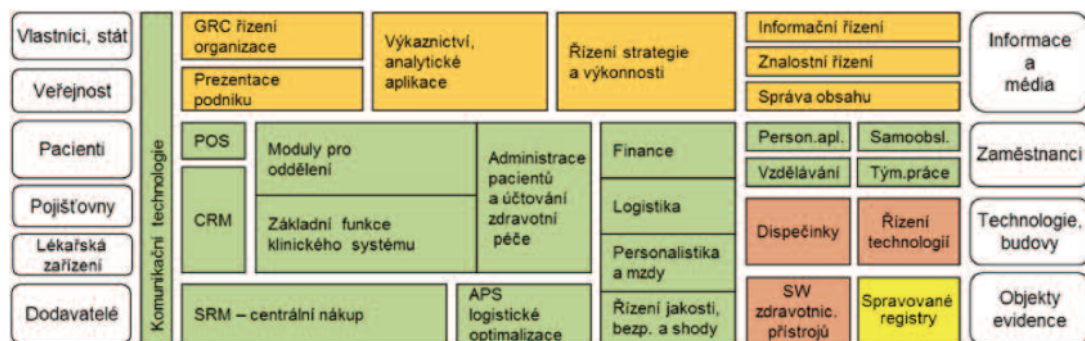 Vlastníci, stát
Veřejnost
Pacienti
Pojišťovny
Lékařská
zařízení
Dodavatelé
Komunikační technologie
GRC řízení
organizace
Prezentace
podniku
Výkaznictví,
analytické
aplikace
Řízení strategie
a výkonnosti
Informační řízení
Znalostní řízení
Správa obsahu
POS
CRM
Moduly pro
oddělení
Základní funkce
klinického systému
Administrace
pacientů
a účtování
zdravotní
péče
SRM – centrální nákup
APS
logistické
optimalizace
Finance
Logistika
Personalistika
a mzdy
Řízení jakosti,
bezp. a shody
Person.apl.
Samoobsl.
Vzdělávání
Tým.práce
Dispečinky
Řízení
technologií
SW
zdravotnic.
přístrojů
Spravované
registry
Informace
a
média
Zaměstnanci
Technologie,
budovy
Objekty
evidence